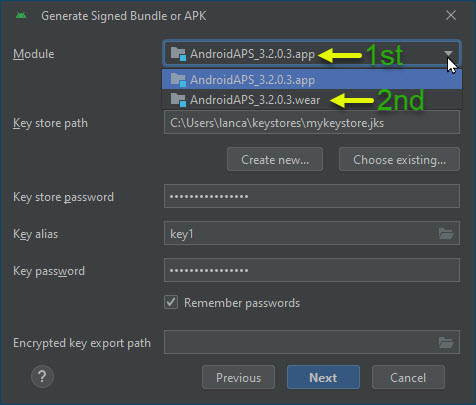 Generate Signed Bundle or APK
Module
AndroidAPS_3.2.0.3.app
1st
AndroidAPS_3.2.0.3.app
AndroidAPS_3.2.0.3.wear
2nd
Key store path
C:\Users\lanca\keystores\mykeystore.jks
Create new...
Choose existing...
Key store password
••••••••••••••••
Key alias
key1
Key password
••••••••••••••••
Remember passwords
Encrypted key export path
?
Previous
Next
Cancel